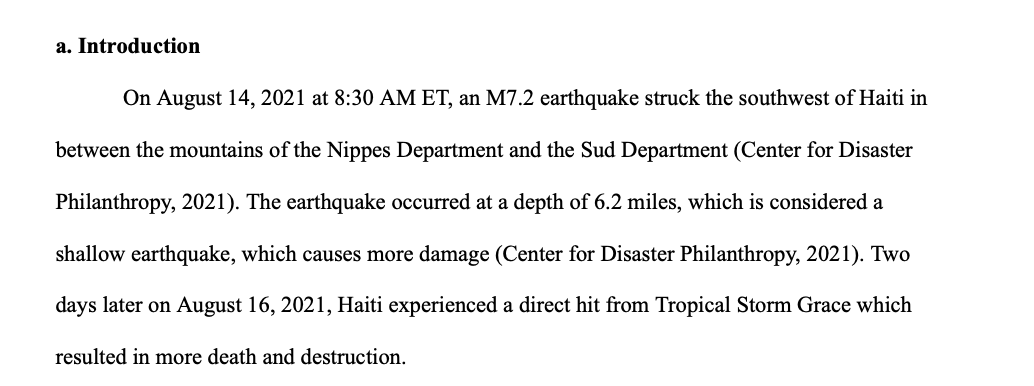 a. Introduction
On August 14, 2021 at 8:30 AM ET, an M7.2 earthquake struck the southwest of Haiti in
between the mountains of the Nippes Department and the Sud Department (Center for Disaster
Philanthropy, 2021). The earthquake occurred at a depth of 6.2 miles, which is considered a
shallow earthquake, which causes more damage (Center for Disaster Philanthropy, 2021). Two
days later on August 16, 2021, Haiti experienced a direct hit from Tropical Storm Grace which
resulted in more death and destruction.